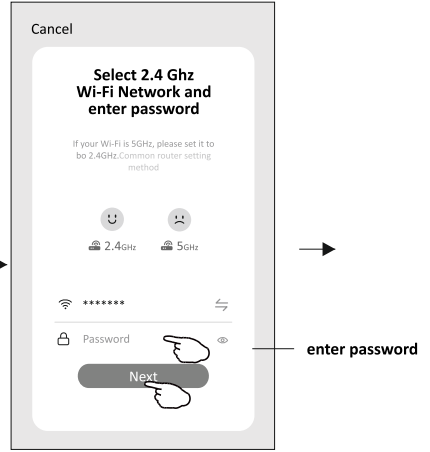 Cancel
Select 2.4 Ghz
Wi-Fi Network and
enter password
If your Wi-Fi is 5GHz, please set it to
bo 2.4GHz.Common router setting
method
2.4GHz 5GHz
*******
Password
enter password
Next